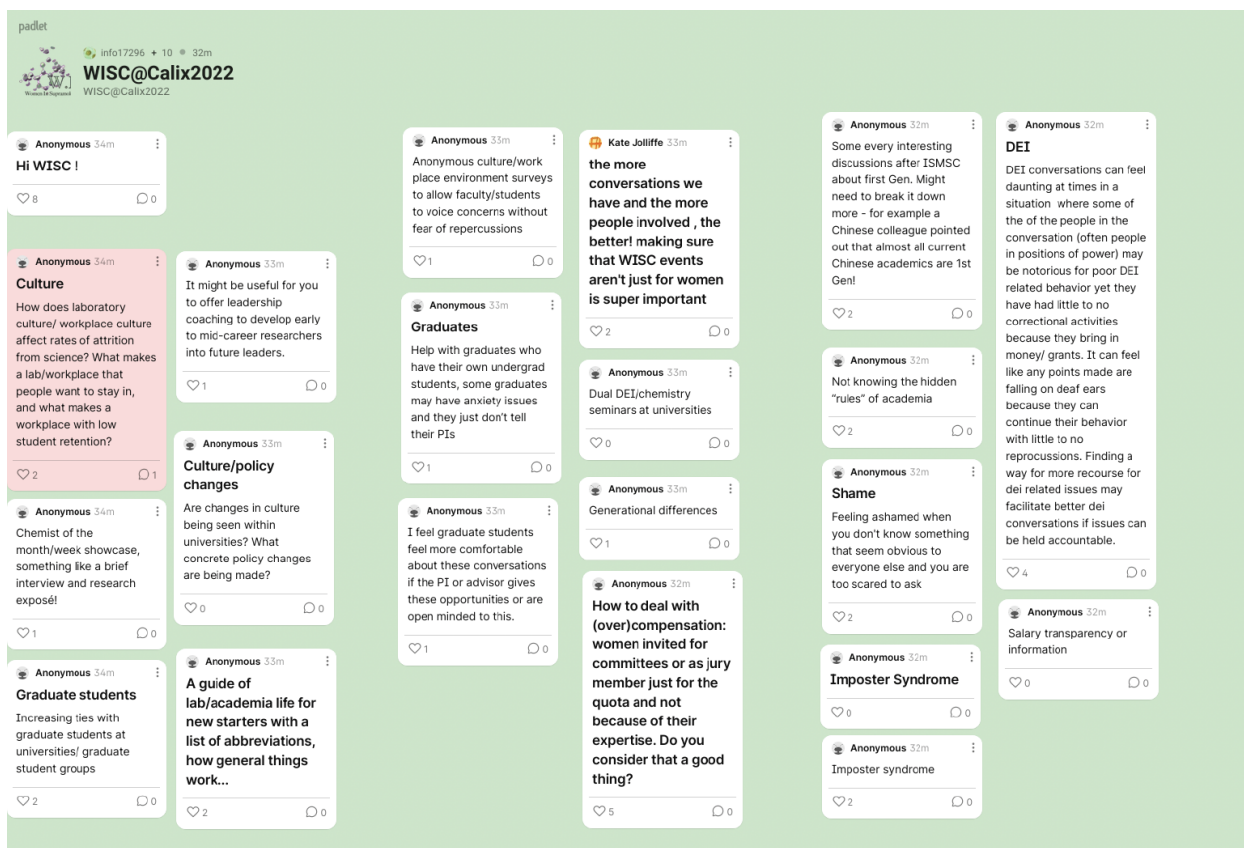 padlet
info17296 + 10 • 32m
WISC@Calix2022
WISC@Calix2022
Women In Supramol
Anonymous 34m
Hi WISC !
8
0
Anonymous 34m
Culture
How does laboratory
culture/ workplace culture
affect rates of attrition
from science? What makes
a lab/workplace that
people want to stay in,
and what makes a
workplace with low
student retention?
2
1
Anonymous 34m
Chemist of the
month/week showcase,
something like a brief
interview and research
exposé!
1
0
Anonymous 34m
Graduate students
Increasing ties with
graduate students at
universities/ graduate
student groups
2
0
Anonymous 33m
It might be useful for you
to offer leadership
coaching to develop early
to mid-career researchers
into future leaders.
1
0
Anonymous 33m
Culture/policy
changes
Are changes in culture
being seen within
universities? What
concrete policy changes
are being made?
0
0
Anonymous 33m
A guide of
lab/academia life for
new starters with a
list of abbreviations,
how general things
work...
2
0
Anonymous 33m
Anonymous culture/work
place environment surveys
to allow faculty/students
to voice concerns without
fear of repercussions
1
0
Anonymous 33m
Graduates
Help with graduates who
have their own undergrad
students, some graduates
may have anxiety issues
and they just don't tell
their PIs
1
0
Anonymous 33m
I feel graduate students
feel more comfortable
about these conversations
if the PI or advisor gives
these opportunities or are
open minded to this.
1
0
Kate Jolliffe 33m
the more
conversations we
have and the more
people involved , the
better! making sure
that WISC events
aren't just for women
is super important
2
0
Anonymous 33m
Dual DEI/chemistry
seminars at universities
0
0
Anonymous 33m
Generational differences
1
0
Anonymous 32m
How to deal with
(over)compensation:
women invited for
committees or as jury
member just for the
quota and not
because of their
expertise. Do you
consider that a good
thing?
5
0
Anonymous 32m
Some every interesting
discussions after ISMSC
about first Gen. Might
need to break it down
more - for example a
Chinese colleague pointed
out that almost all current
Chinese academics are 1st
Gen!
2
0
Anonymous 32m
Not knowing the hidden
“rules” of academia
2
0
Anonymous 32m
Shame
Feeling ashamed when
you don't know something
that seem obvious to
everyone else and you are
too scared to ask
2
0
Anonymous 32m
Imposter Syndrome
0
0
Anonymous 32m
Imposter syndrome
2
0
Anonymous 32m
DEI
DEI conversations can feel
daunting at times in a
situation where some of
the of the people in the
conversation (often people
in positions of power) may
be notorious for poor DEI
related behavior yet they
have had little to no
correctional activities
because they bring in
money/ grants. It can feel
like any points made are
falling on deaf ears
because they can
continue their behavior
with little to no
reprocussions. Finding a
way for more recourse for
dei related issues may
facilitate better dei
conversations if issues can
be held accountable.
4
0
Anonymous 32m
Salary transparency or
information
0
0